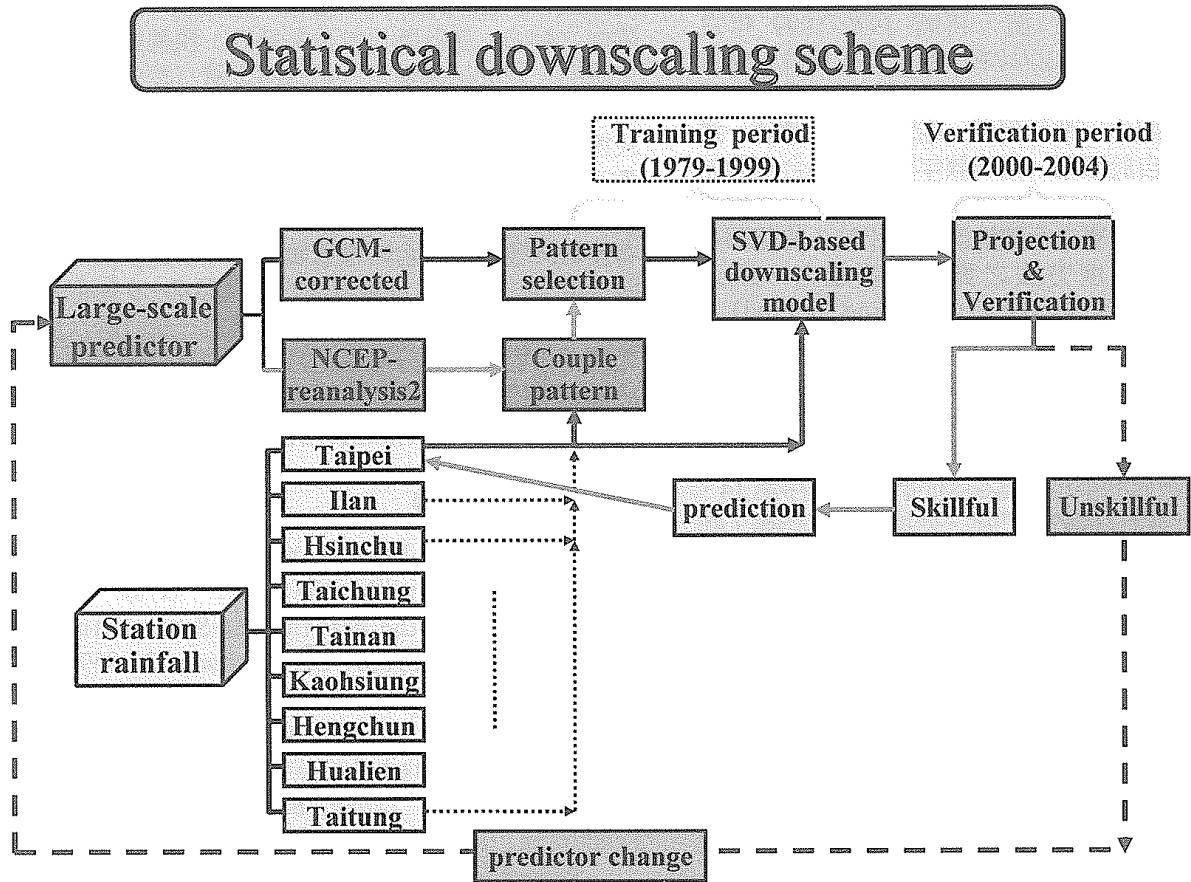 Statistical downscaling scheme
Training period
(1979-1999)
Verification period
(2000-2004)
Large-scale
predictor
GCM-
corrected
Pattern
selection
SVD-based
downscaling
model
Projection
&
Verification
NCEP-
reanalysis2
Couple
pattern
Station
rainfall
Taipei
Ilan
Hsinchu
Taichung
Tainan
Kaohsiung
Hengchun
Hualien
Taitung
prediction
Skillful
Unskillful
predictor change